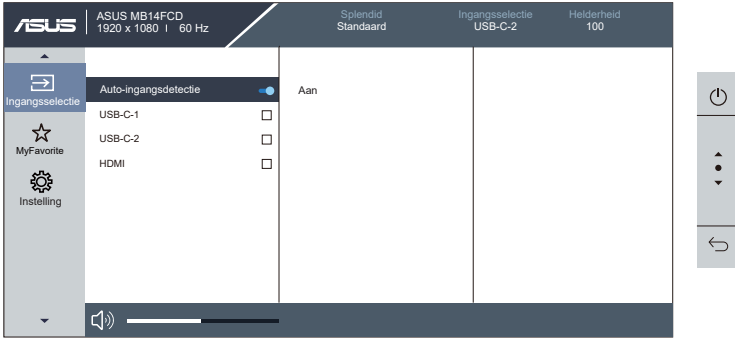 ASUS
ASUS MB14FCD
1920 x 1080 I 60 Hz
Splendid
Standaard
Ingangsselectie
USB-C-2
Helderheid
100
Ingangsselectie
MyFavorite
Instelling
Auto-ingangsdetectie
USB-C-1
USB-C-2
HDMI
Aan